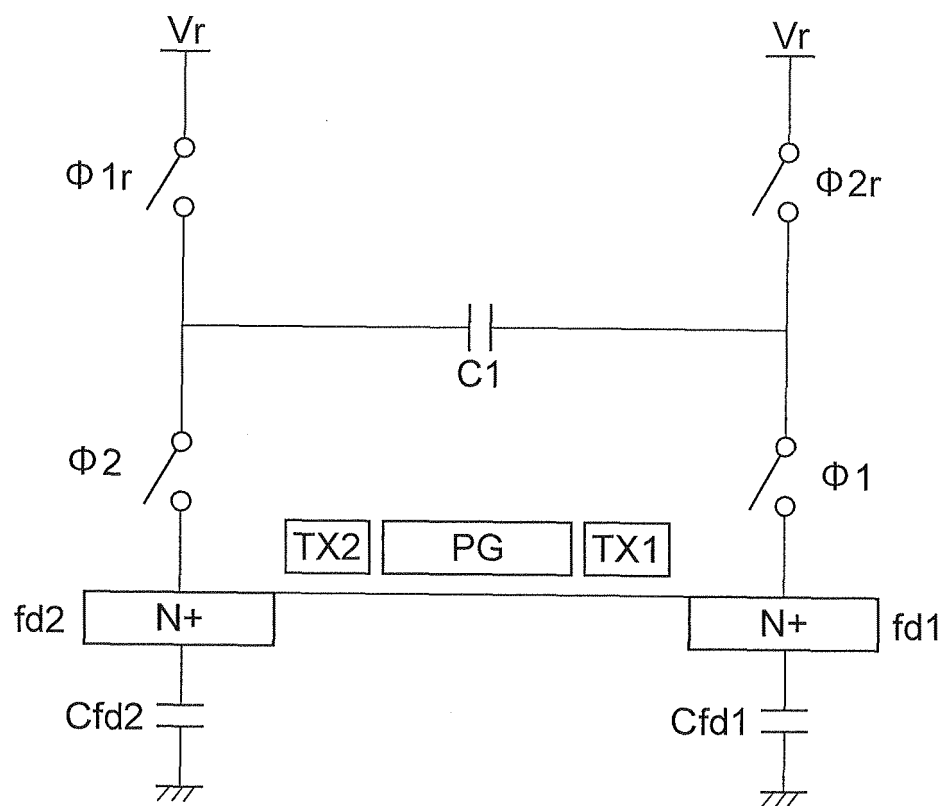 Vr
Vr
Φ1r
Φ2r
C1
Φ2
Φ1
TX2
PG
TX1
fd2
N+
N+
fd1
Cfd2
Cfd1